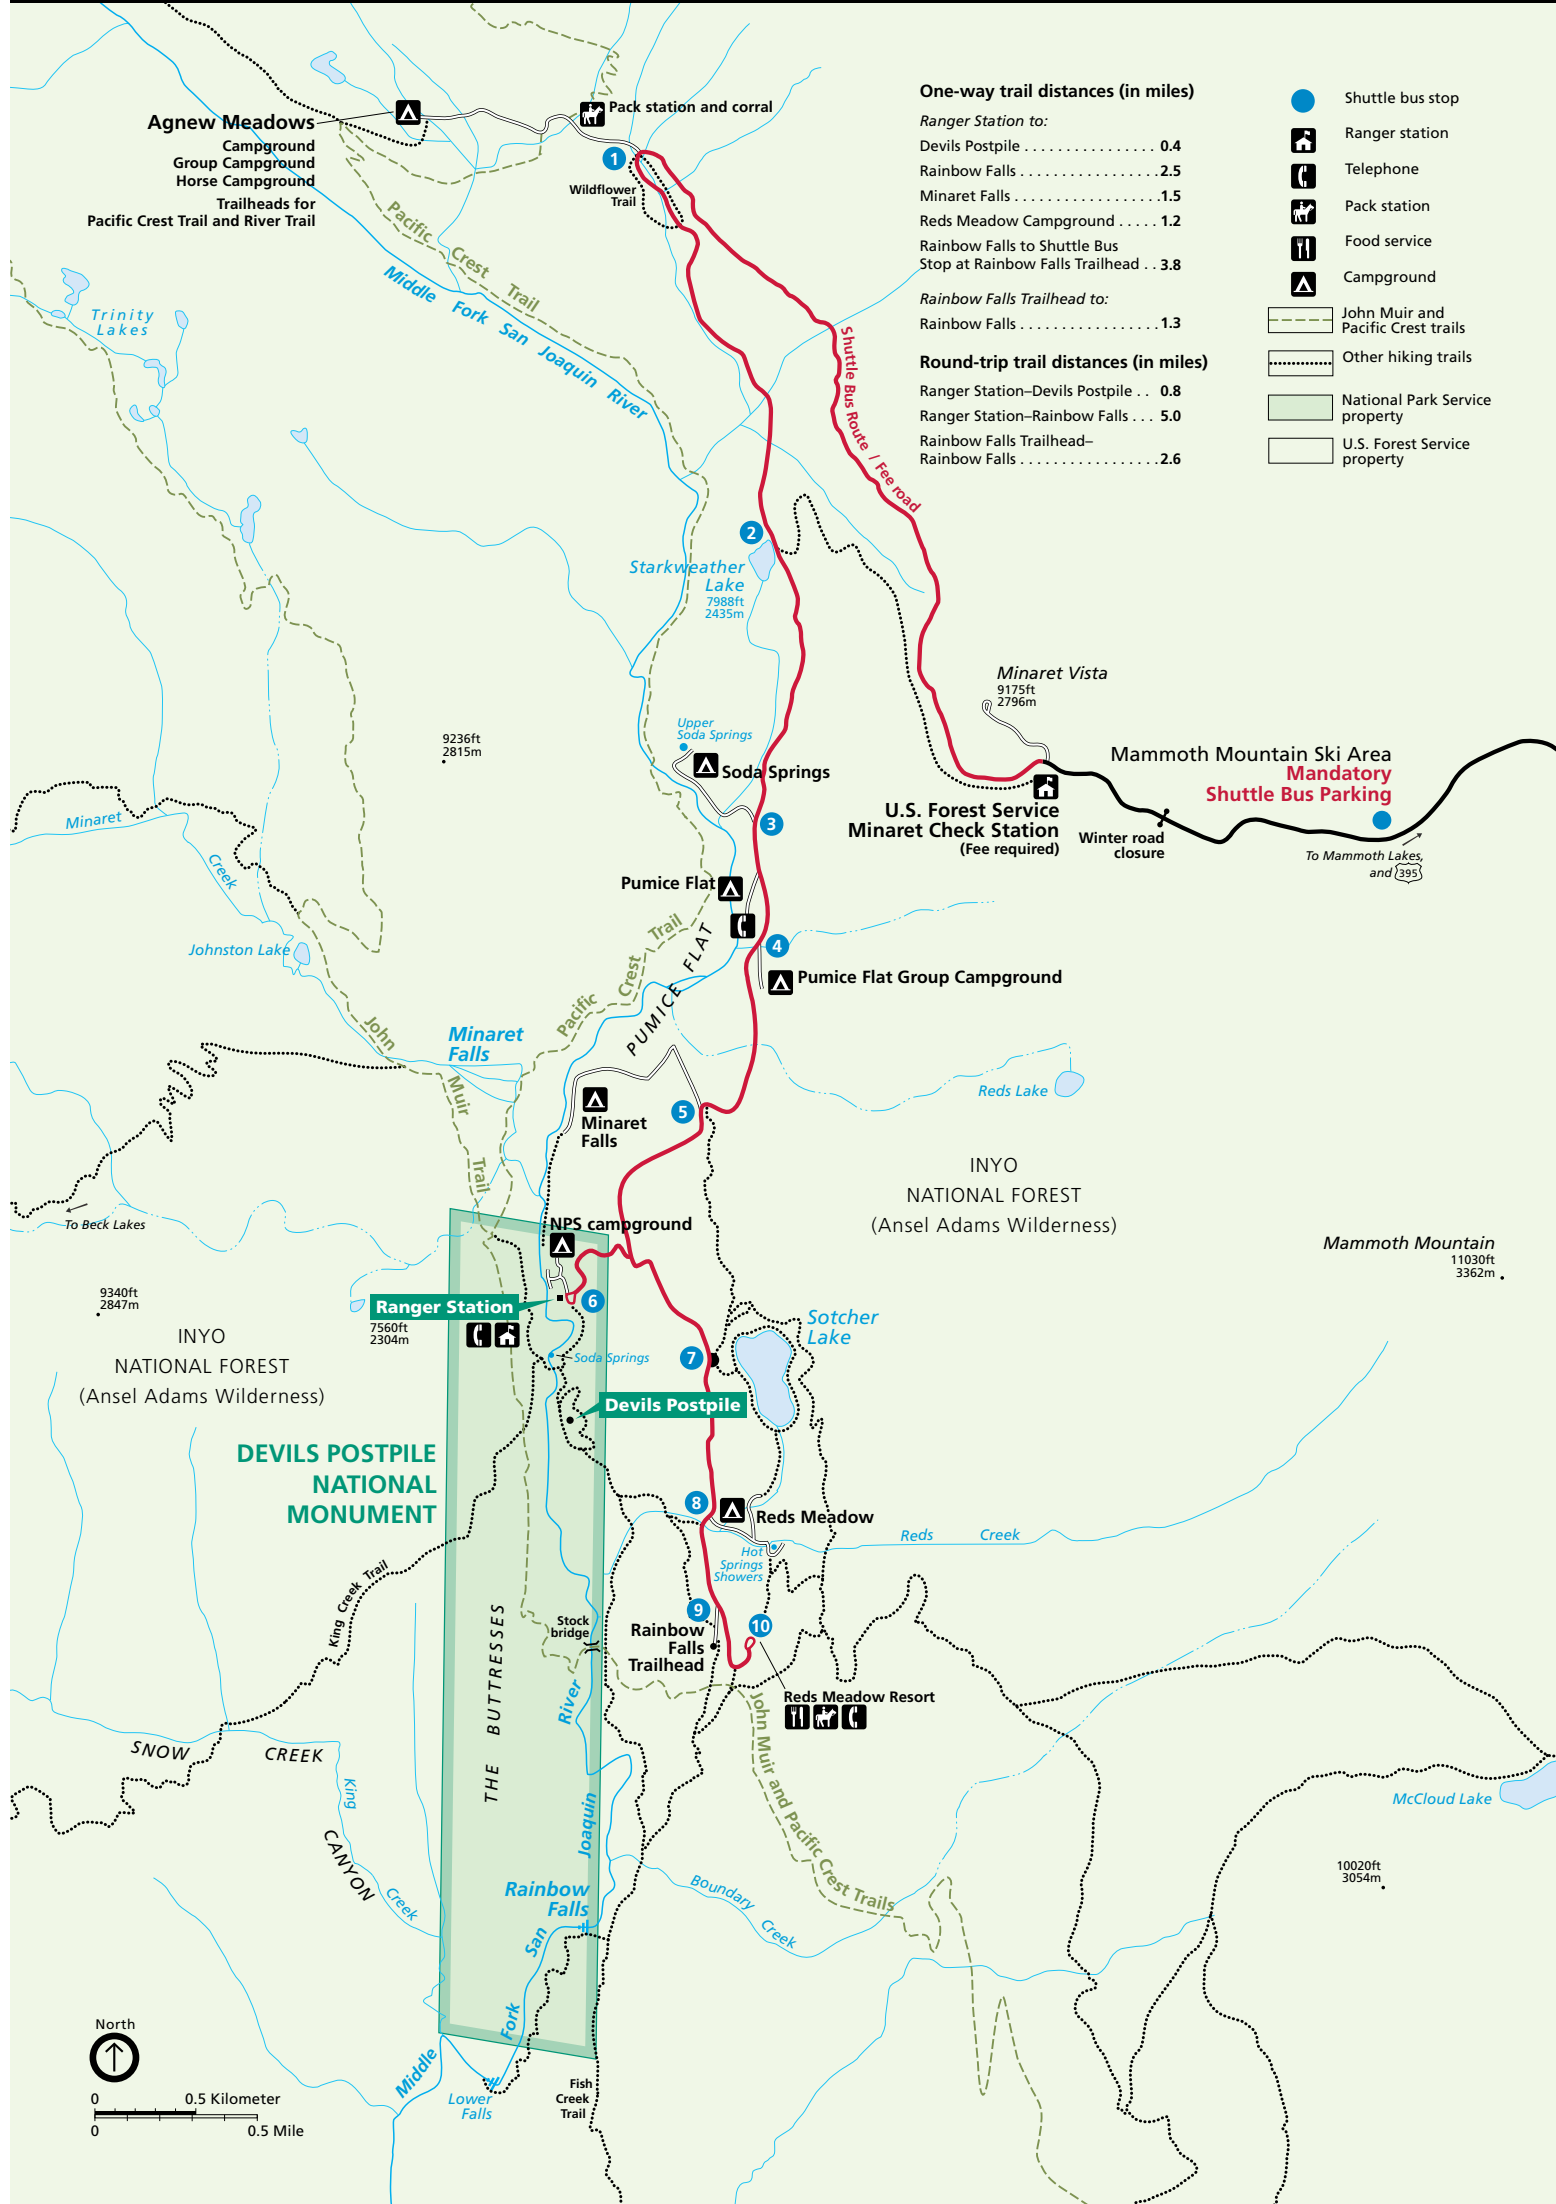 Agnew Meadows
Campground
Group Campground
Horse Campground
Trailheads for
Pacific Crest Trail and River Trail
Pack station and corral
1
Wildflower
Trail
Pacific Crest Trail
Middle Fork San Joaquin River
Trinity
Lakes
One-way trail distances (in miles)
Ranger Station to:
Devils Postpile . . . . . . . . . . . . . . . . 0.4
Rainbow Falls . . . . . . . . . . . . . . . . . 2.5
Minaret Falls . . . . . . . . . . . . . . . . . . 1.5
Reds Meadow Campground . . . . . 1.2
Rainbow Falls to Shuttle Bus
Stop at Rainbow Falls Trailhead . . 3.8
Rainbow Falls Trailhead to:
Rainbow Falls . . . . . . . . . . . . . . . . . 1.3
Round-trip trail distances (in miles)
Ranger Station–Devils Postpile . . 0.8
Ranger Station–Rainbow Falls . . . 5.0
Rainbow Falls Trailhead–
Rainbow Falls . . . . . . . . . . . . . . . . . 2.6
Shuttle bus stop
Ranger station
Telephone
Pack station
Food service
Campground
John Muir and
Pacific Crest trails
Other hiking trails
National Park Service
property
U.S. Forest Service
property
Shuttle Bus Route / Fee road
2
Starkweather
Lake
7988ft
2435m
Minaret Vista
9175ft
2796m
9236ft
2815m
Upper
Soda Springs
Soda Springs
3
Mammoth Mountain Ski Area
Mandatory
Shuttle Bus Parking
U.S. Forest Service
Minaret Check Station
(Fee required)
Winter road
closure
To Mammoth Lakes,
and 395
Minaret
Creek
Johnston Lake
Pumice Flat
4
Pumice Flat Group Campground
PUMICE FLAT
Pacific Crest Trail
John Muir Trail
Minaret
Falls
Reds Lake
5
Minaret
Falls
INYO
NATIONAL FOREST
(Ansel Adams Wilderness)
To Beck Lakes
NPS campground
Mammoth Mountain
11030ft
3362m
9340ft
2847m
Ranger Station
7560ft
2304m
6
INYO
NATIONAL FOREST
(Ansel Adams Wilderness)
Soda Springs
7
Sotcher
Lake
Devils Postpile
DEVILS POSTPILE
NATIONAL
MONUMENT
8
Reds Meadow
Reds Creek
Hot
Springs
Showers
King Creek Trail
THE BUTTRESSES
Stock
bridge
9
Rainbow
Falls
Trailhead
10
Reds Meadow Resort
John Muir and Pacific Crest Trails
SNOW CREEK
CANYON
King
Creek
McCloud Lake
10020ft
3054m
Boundary
Creek
Rainbow
Falls
Middle Fork San Joaquin River
Lower
Falls
Fish
Creek
Trail
North
0 0.5 Kilometer
0 0.5 Mile